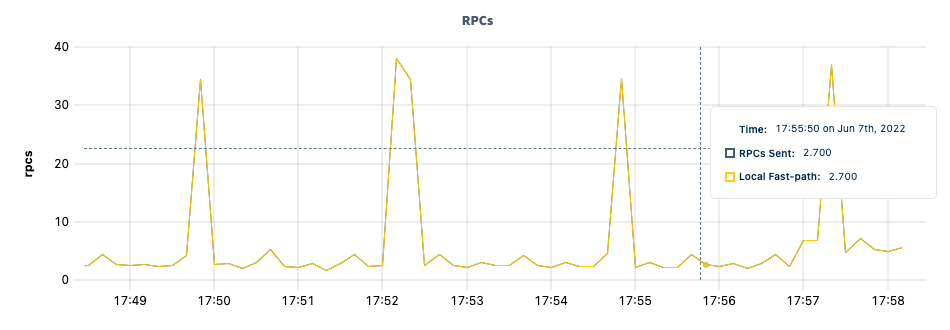 RPCs
40
30
20
10
0
rpcs
Time: 17:55:50 on Jun 7th, 2022
RPCs Sent: 2.700
Local Fast-path: 2.700
17:49 17:50 17:51 17:52 17:53 17:54 17:55 17:56 17:57 17:58